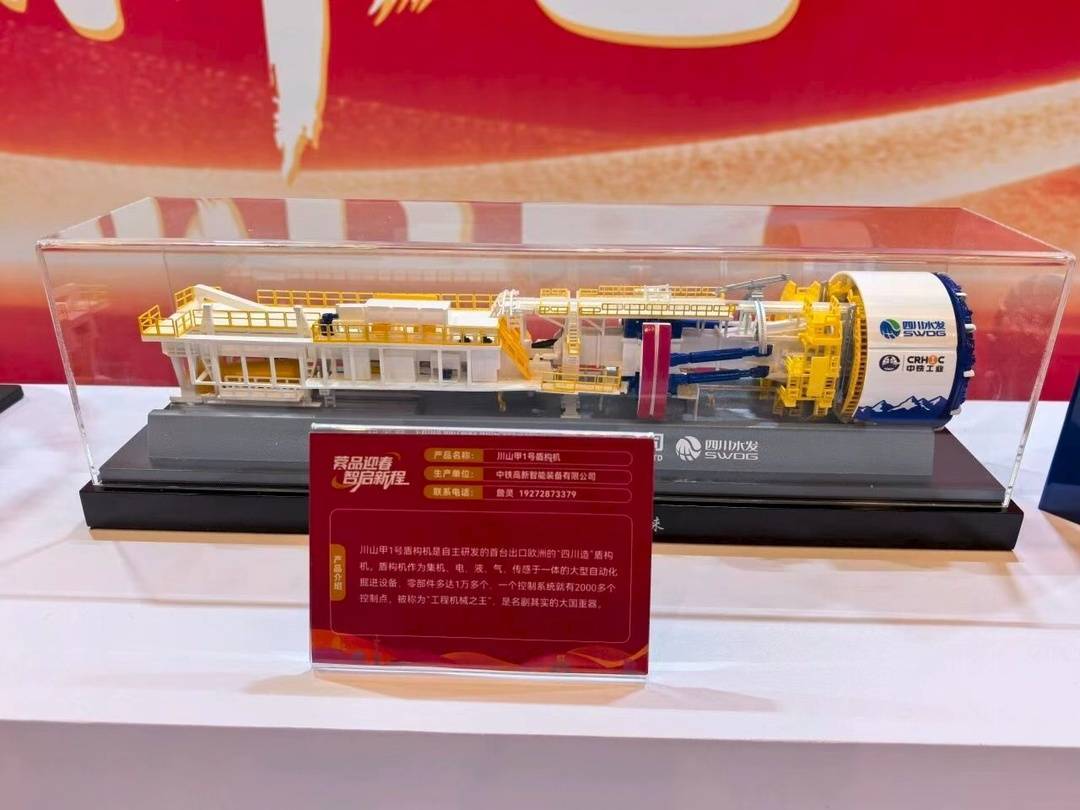 四川水发
SWDG
CRHIC
中铁工业
四川水发
SWDG
蓉品迎春
智启新程
产品名称: 川山甲1号盾构机
生产单位: 中铁高新智能装备有限公司
联系电话: 詹灵 19272873379
产品介绍
川山甲1号盾构机是自主研发的首台出口欧洲的“四川造”盾构
机。盾构机作为集机、电、液、气、传感于一体的大型自动化
掘进设备，零部件多达1万多个，一个控制系统就有2000多个
控制点，被称为“工程机械之王”，是名副其实的大国重器。